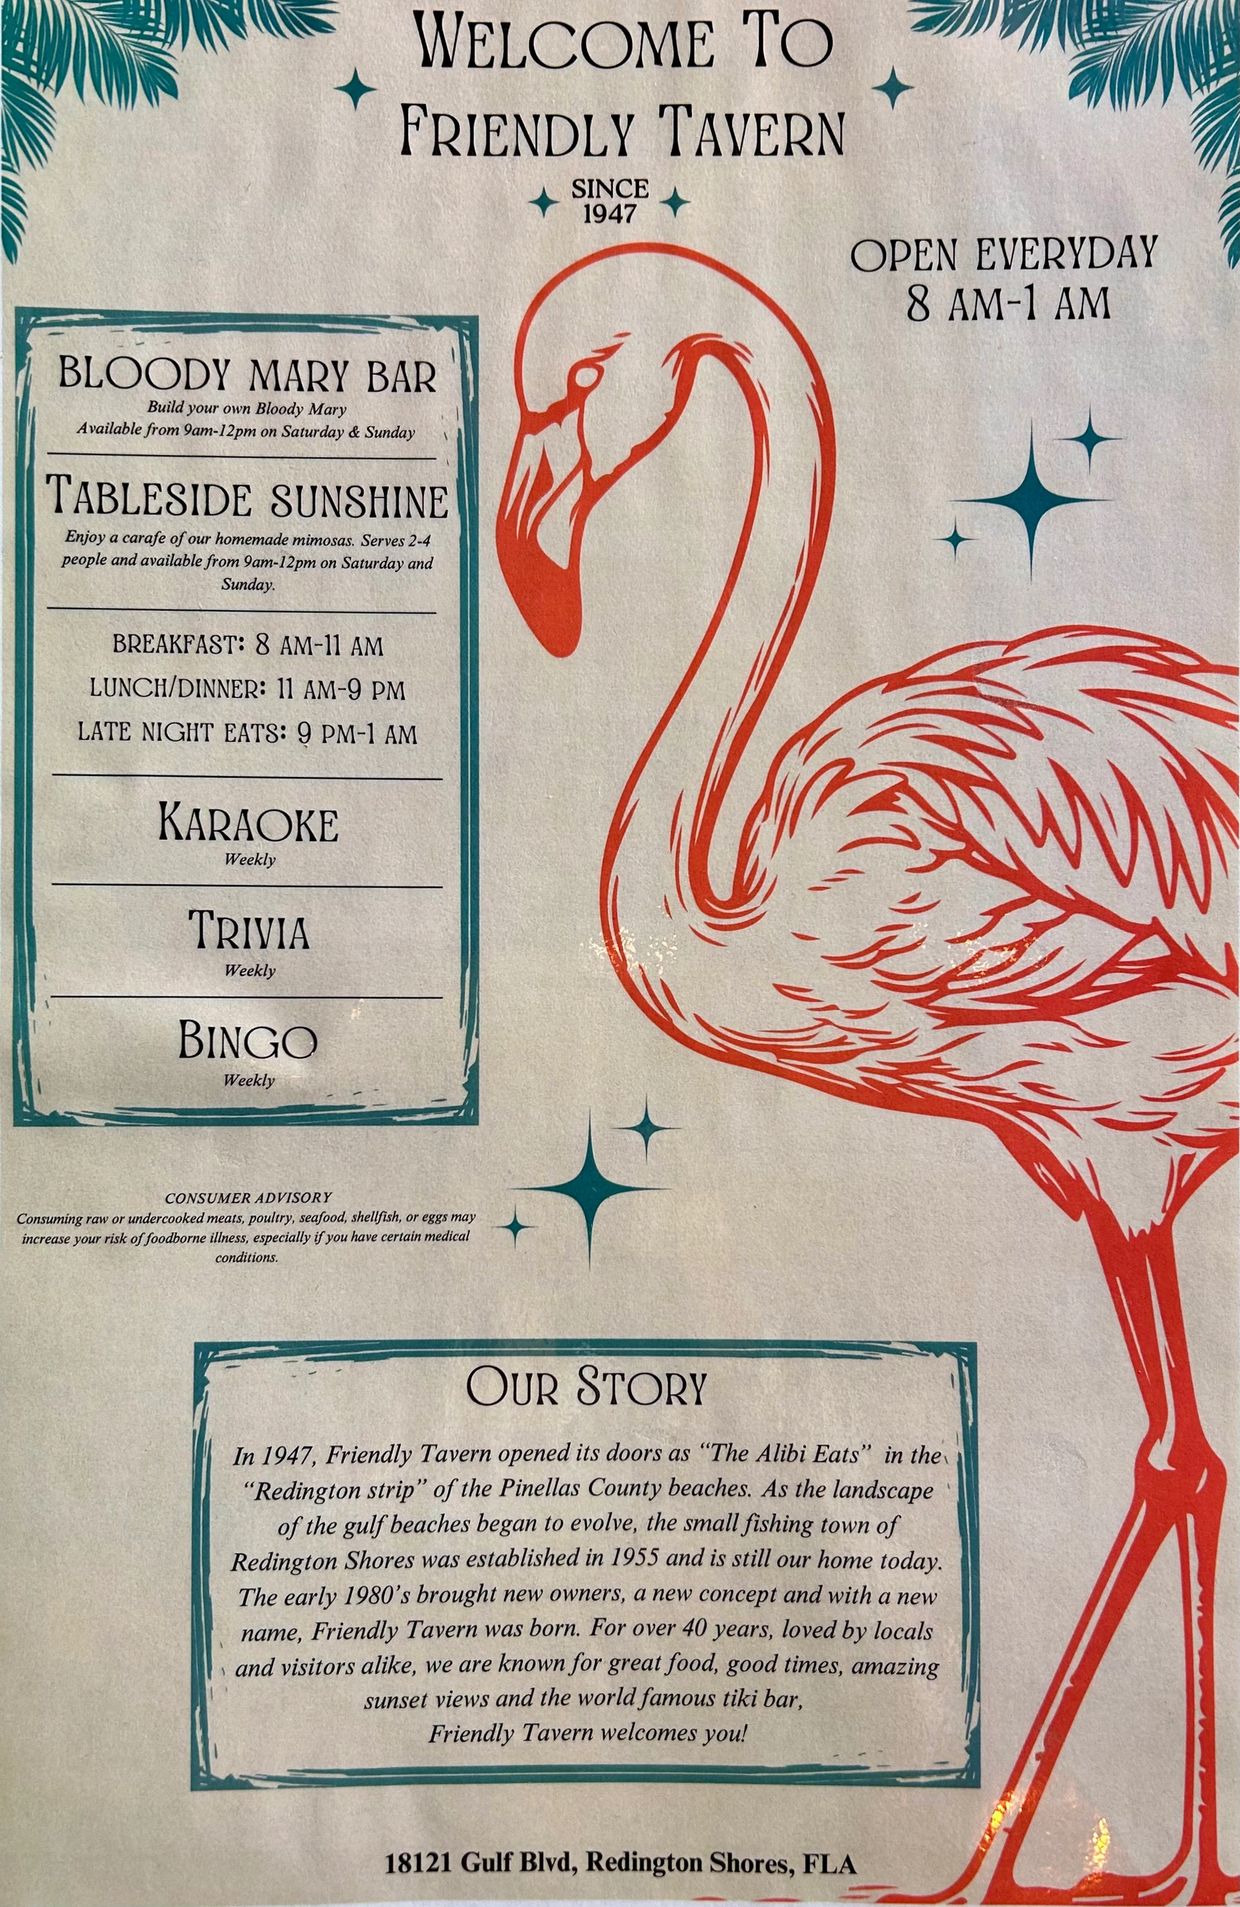 WELCOME TO
FRIENDLY TAVERN
SINCE
1947
OPEN EVERYDAY
8 AM-1 AM
BLOODY MARY BAR
Build your own Bloody Mary
Available from 9am-12pm on Saturday & Sunday
TABLESIDE SUNSHINE
Enjoy a carafe of our homemade mimosas. Serves 2-4
people and available from 9am-12pm on Saturday and
Sunday.
BREAKFAST: 8 AM-11 AM
LUNCH/DINNER: 11 AM-9 PM
LATE NIGHT EATS: 9 PM-1 AM
KARAOKE
Weekly
TRIVIA
Weekly
BINGO
Weekly
CONSUMER ADVISORY
Consuming raw or undercooked meats, poultry, seafood, shellfish, or eggs may
increase your risk of foodborne illness, especially if you have certain medical
conditions.
OUR STORY
In 1947, Friendly Tavern opened its doors as “The Alibi Eats” in the
“Redington strip” of the Pinellas County beaches. As the landscape
of the gulf beaches began to evolve, the small fishing town of
Redington Shores was established in 1955 and is still our home today.
The early 1980’s brought new owners, a new concept and with a new
name, Friendly Tavern was born. For over 40 years, loved by locals
and visitors alike, we are known for great food, good times, amazing
sunset views and the world famous tiki bar,
Friendly Tavern welcomes you!
18121 Gulf Blvd, Redington Shores, FLA